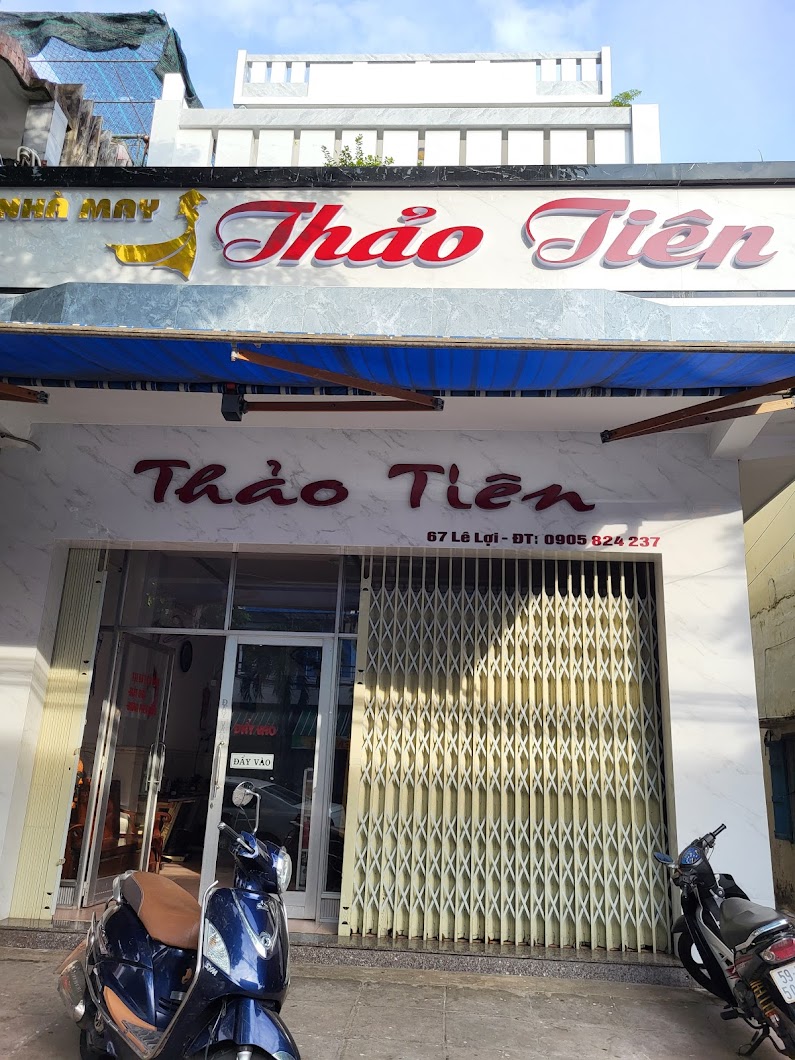 NHÀ MAY Thảo Tiên
Thảo Tiên
67 Lê Lợi - ĐT: 0905 824 237
ĐẨY VÀO